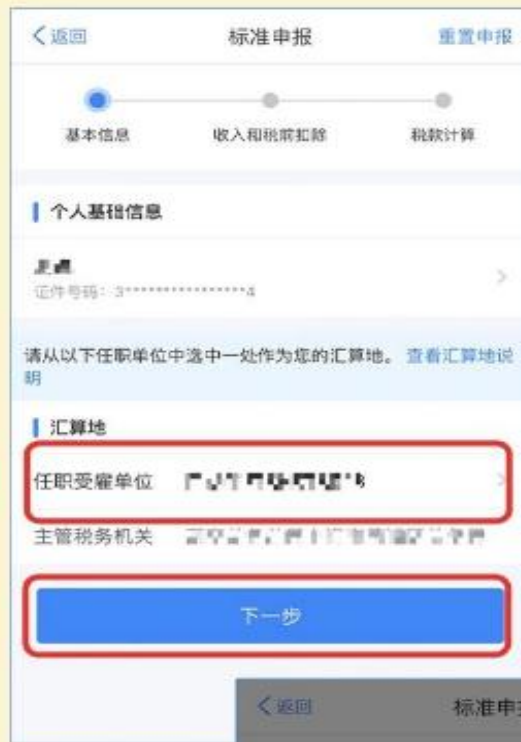 返回 标准申报 重置申报
基本信息 收入和税前扣除 税款计算
个人基础信息
证件号码：3****************4
请从以下任职单位中选中一处作为您的汇算地。查看汇算地说
明
汇算地
任职受雇单位
主管税务机关
下一步
返回 标准申